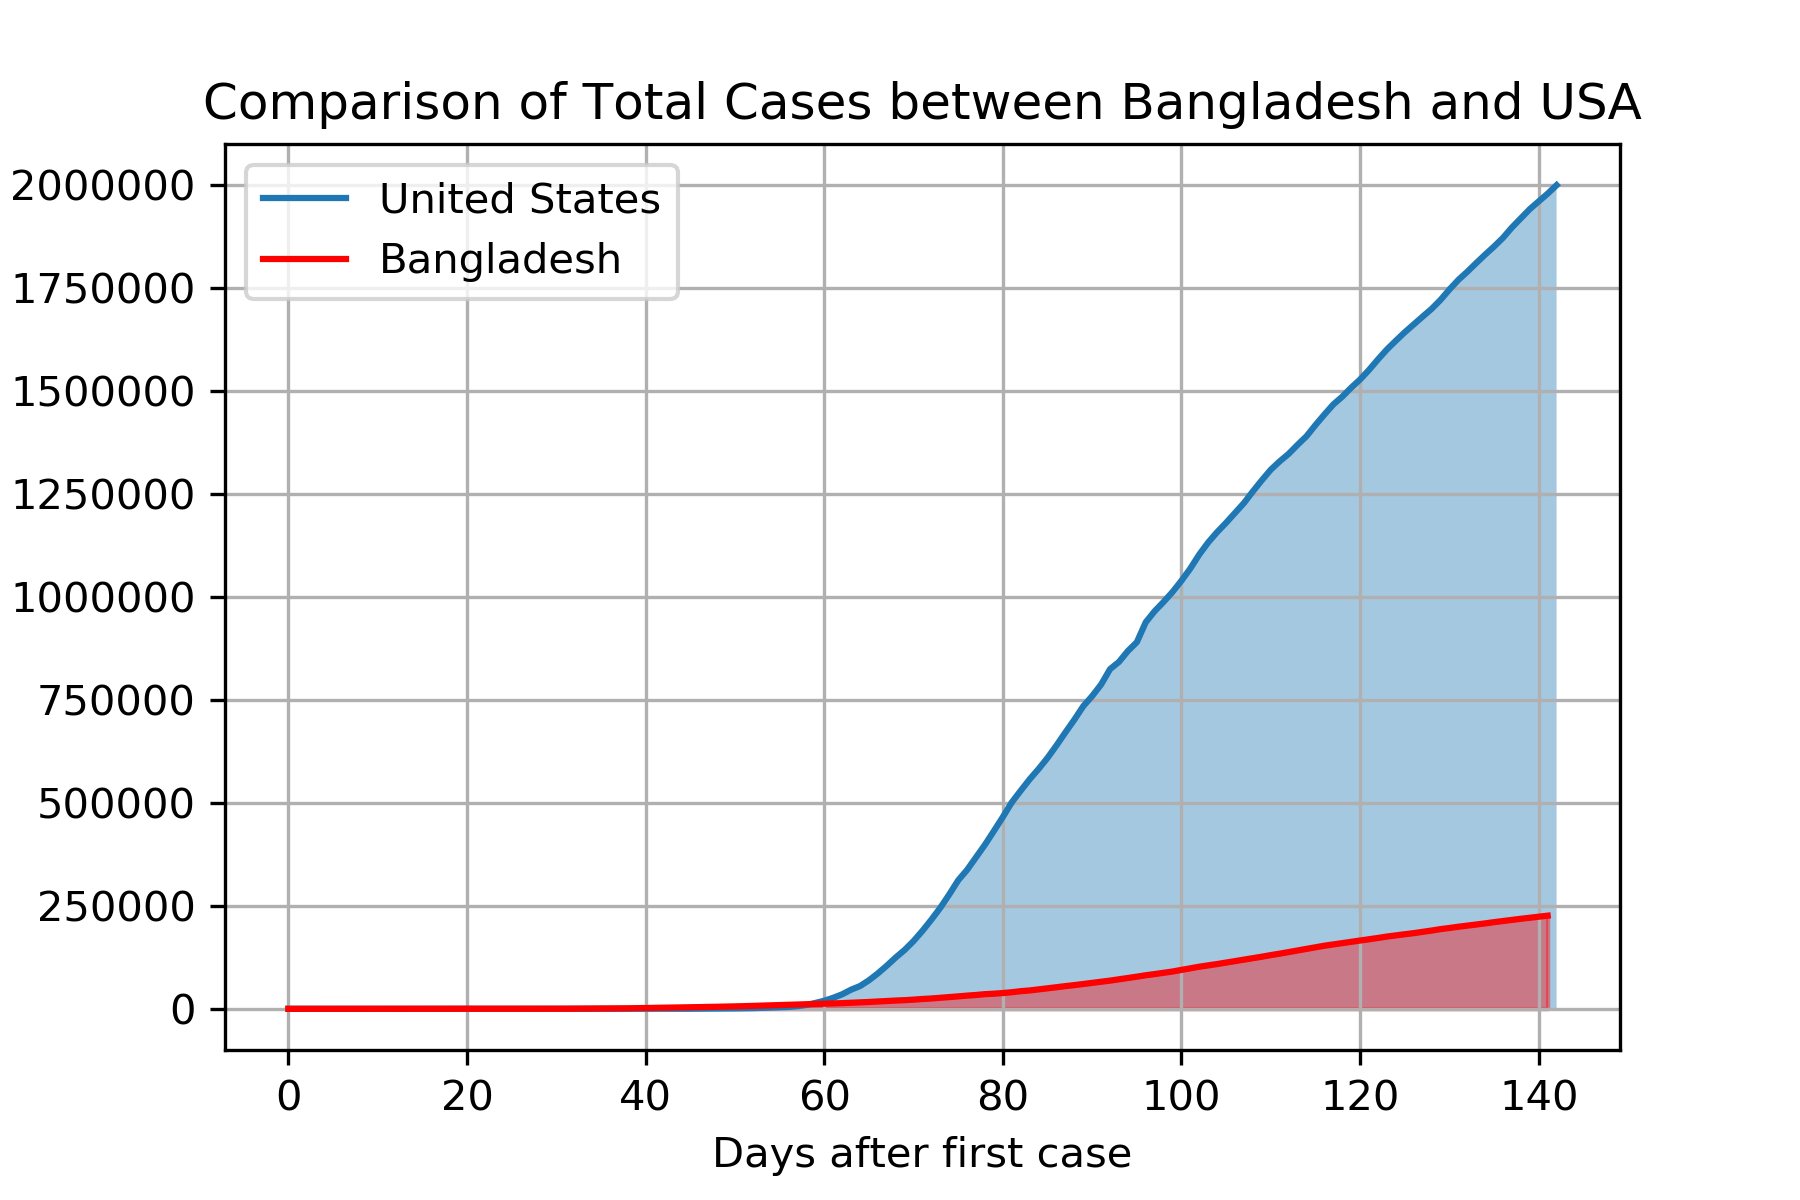 Comparison of Total Cases between Bangladesh and USA
United States
Bangladesh
2000000
1750000
1500000
1250000
1000000
750000
500000
250000
0
0 20 40 60 80 100 120 140
Days after first case